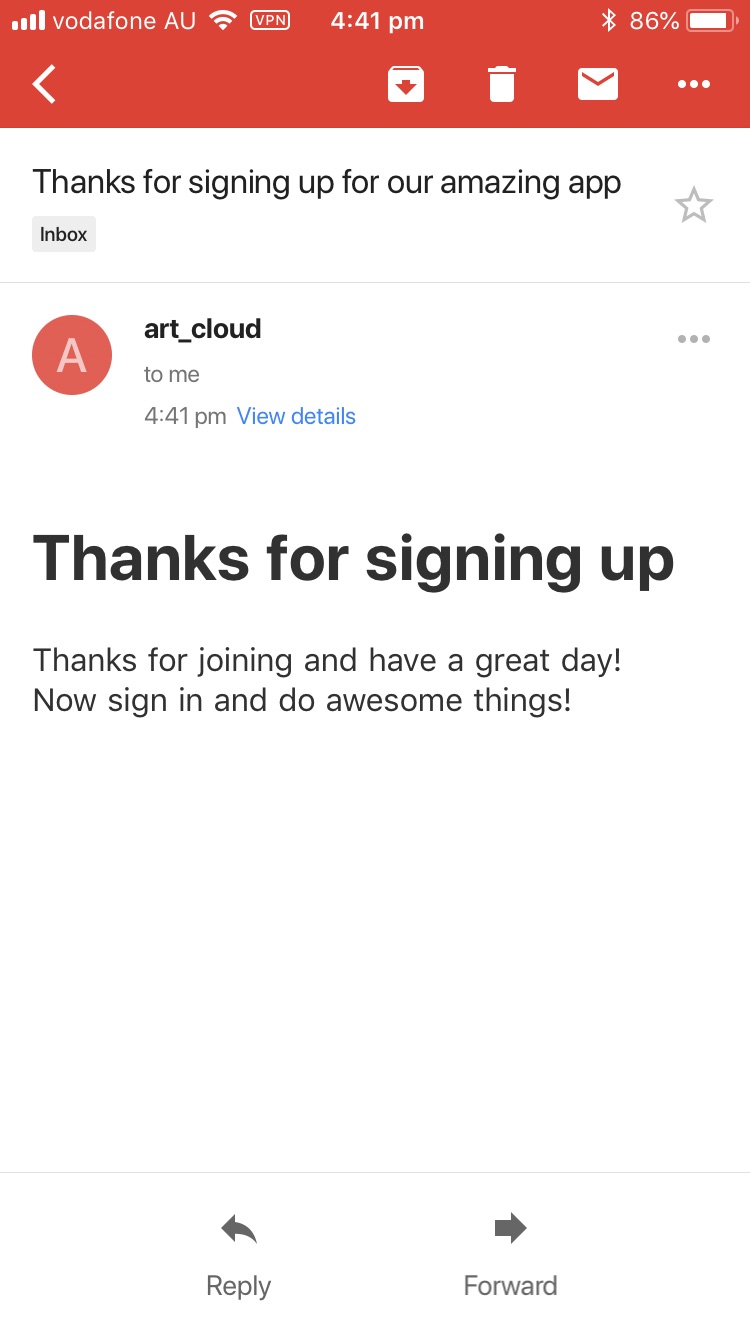 vodafone AU VPN 4:41 pm 86%
Thanks for signing up for our amazing app
Inbox
A
art_cloud
to me
4:41 pm View details
Thanks for signing up
Thanks for joining and have a great day!
Now sign in and do awesome things!
Reply Forward